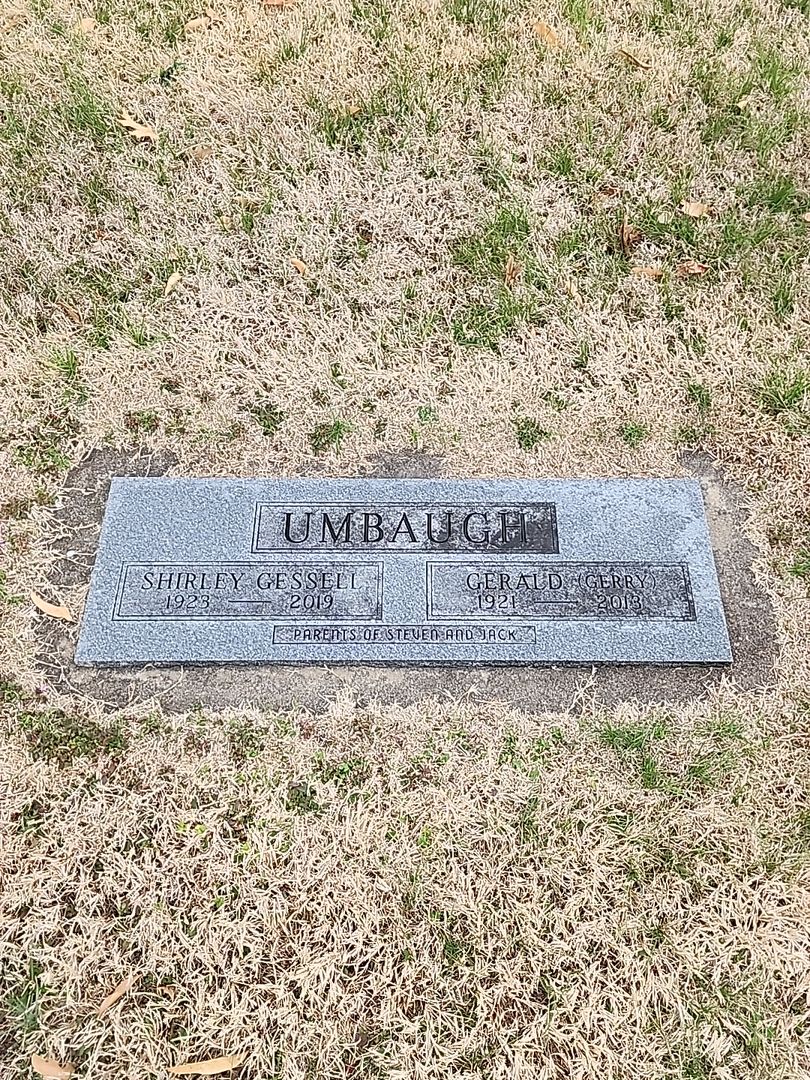 UMBAUGH
SHIRLEY GESSELL
1923 — 2019
GERALD (GERRY)
1921 — 2013
PARENTS OF STEVEN AND JACK